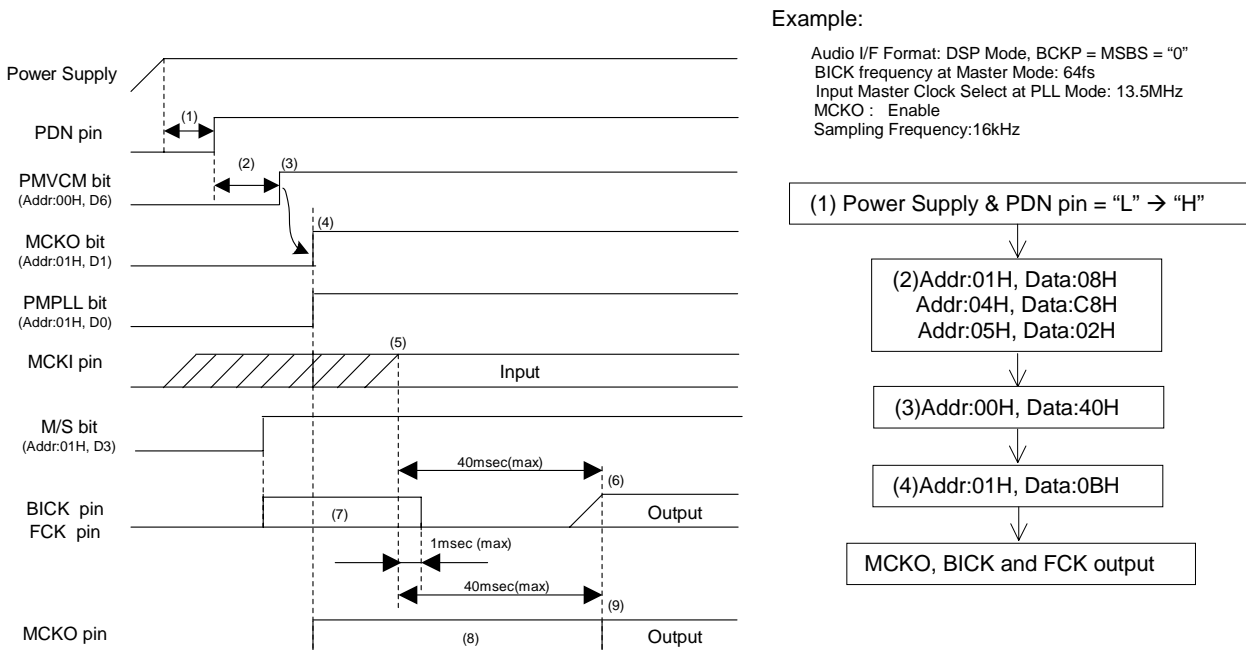 Power Supply
(1)
PDN pin
(2)
(3)
PMVCM bit
(Addr:00H, D6)
(4)
MCKO bit
(Addr:01H, D1)
PMPLL bit
(Addr:01H, D0)
(5)
MCKI pin
Input
M/S bit
(Addr:01H, D3)
40msec(max)
(6)
BICK pin
FCK pin
(7)
Output
1msec (max)
40msec(max)
(9)
MCKO pin
(8)
Output
Example:
Audio I/F Format: DSP Mode, BCKP = MSBS = “0”
BICK frequency at Master Mode: 64fs
Input Master Clock Select at PLL Mode: 13.5MHz
MCKO : Enable
Sampling Frequency:16kHz
(1) Power Supply & PDN pin = “L” → “H”
(2)Addr:01H, Data:08H
Addr:04H, Data:C8H
Addr:05H, Data:02H
(3)Addr:00H, Data:40H
(4)Addr:01H, Data:0BH
MCKO, BICK and FCK output